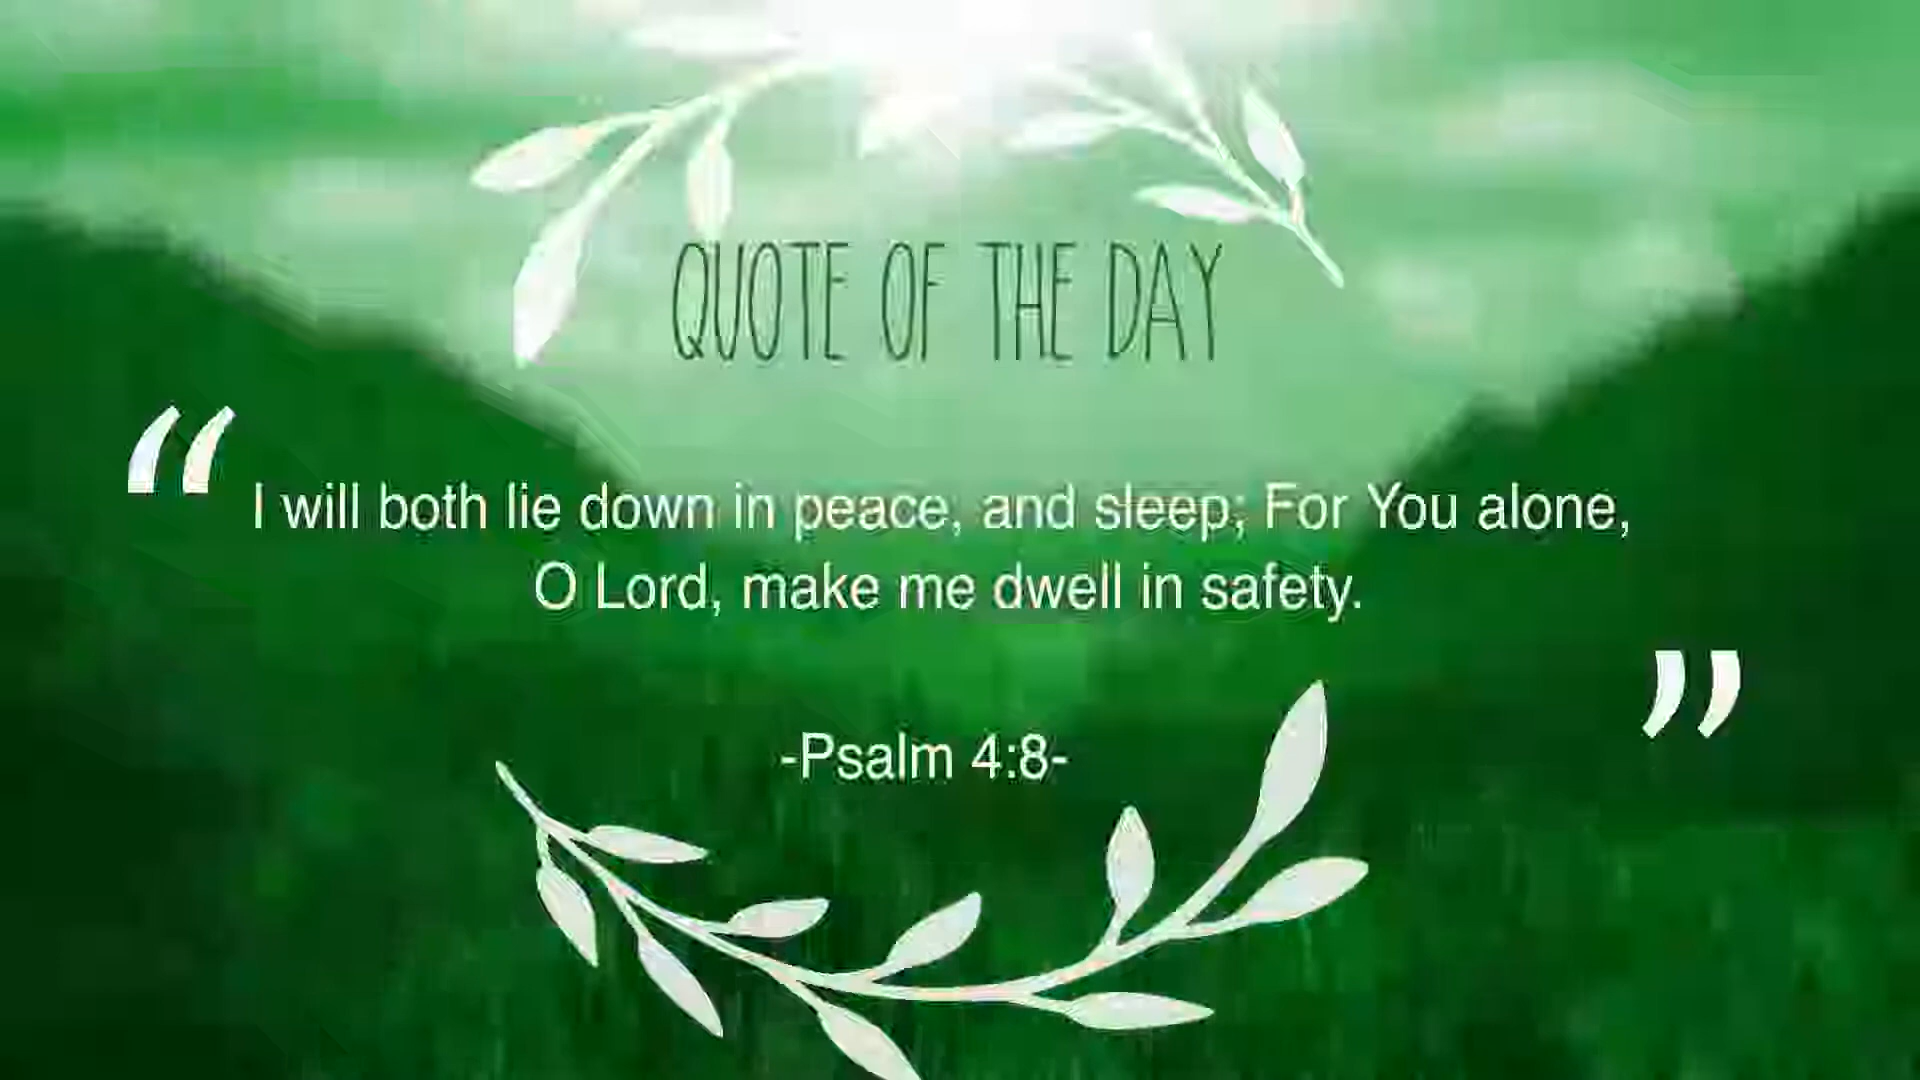 QUOTE OF THE DAY
“ I will both lie down in peace, and sleep; For You alone,
O Lord, make me dwell in safety. ”
-Psalm 4:8-